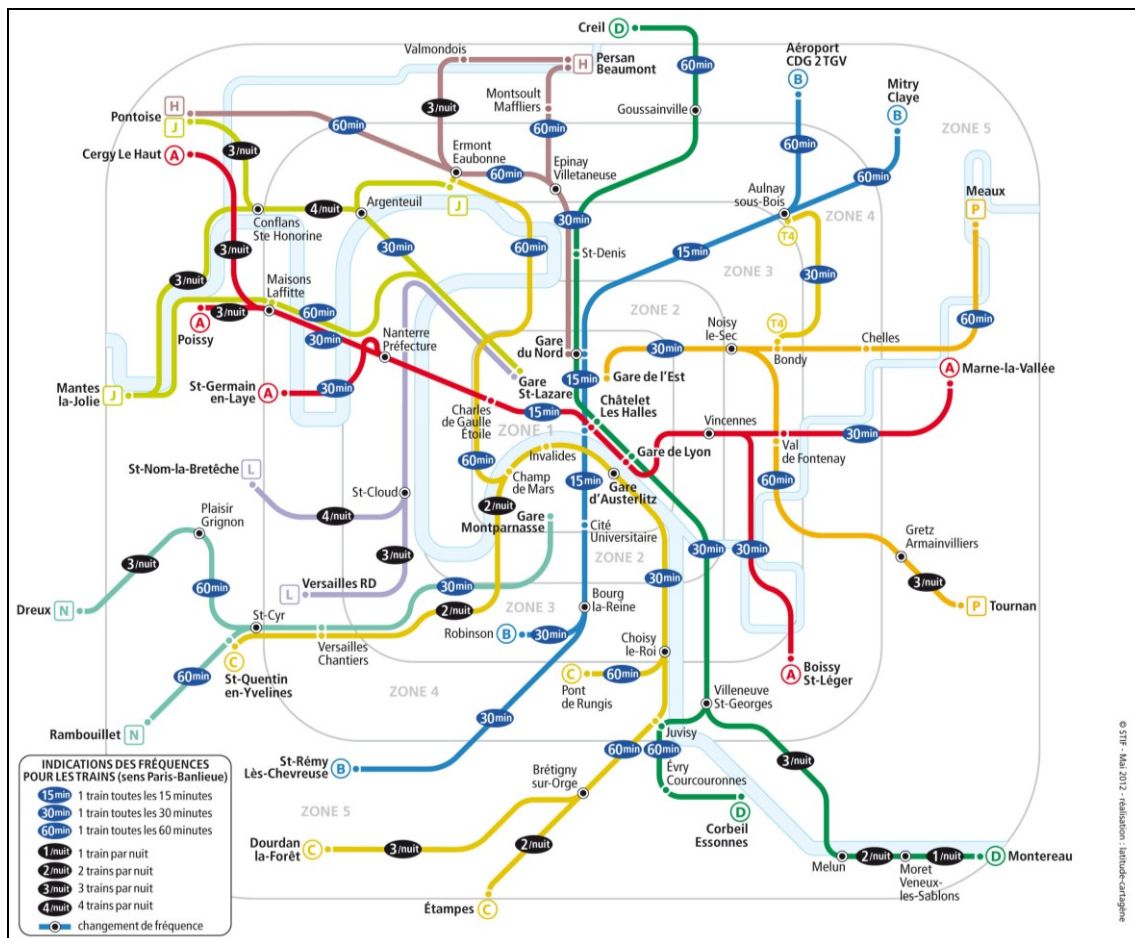 Creil D
Valmondois
H Persan
Beaumont
Aéroport
CDG 2 TGV
B
Mitry
Claye
B
60min
3/nuit
Montsoult
Maffliers
Goussainville
ZONE 5
H
Pontoise
J
60min
60min
60min
60min
Cergy Le Haut A
3/nuit
Ermont
Eaubonne
60min
Epinay
Villetaneuse
Aulnay
sous-Bois
Meaux
P
J
4/nuit
Argenteuil
30min
ZONE 4
T4
Conflans
Ste Honorine
3/nuit
30min
60min
St-Denis
15min
ZONE 3
30min
3/nuit
Maisons
Laffitte
60min
ZONE 2
A
Poissy
3/nuit
30min
Nanterre
Préfecture
Noisy
le-Sec
T4
60min
Gare
du Nord
30min
Bondy
Chelles
Mantes
la-Jolie J
St-Germain
en-Laye A
30min
Gare
St-Lazare
15min
Gare de l'Est
A
Marne-la-Vallée
Charles
de Gaulle
Étoile
15min
Châtelet
Les Halles
Vincennes
30min
ZONE 1
Val
de Fontenay
St-Nom-la-Bretêche
L
60min
Invalides
Gare de Lyon
St-Cloud
Champ
de Mars
Gare
d'Austerlitz
15min
60min
4/nuit
2/nuit
Gare
Montparnasse
Cité
Universitaire
Plaisir
Grignon
3/nuit
3/nuit
ZONE 2
30min
30min
Gretz
Armainvilliers
3/nuit
60min
L
Versailles RD
30min
30min
Dreux N
St-Cyr
2/nuit
ZONE 3
Bourg
la-Reine
P Tournan
Robinson B 30min
Choisy
le-Roi
C
Versailles
Chantiers
60min
St-Quentin
en-Yvelines
C
Pont
de Rungis
60min
A
Boissy
St-Léger
ZONE 4
30min
Villeneuve
St-Georges
Rambouillet N
Juvisy
INDICATIONS DES FRÉQUENCES
POUR LES TRAINS (sens Paris-Banlieue)
15min 1 train toutes les 15 minutes
30min 1 train toutes les 30 minutes
60min 1 train toutes les 60 minutes
1/nuit 1 train par nuit
2/nuit 2 trains par nuit
3/nuit 3 trains par nuit
4/nuit 4 trains par nuit
changement de fréquence
St-Rémy
Lès-Chevreuse B
60min
60min
3/nuit
Brétigny
sur-Orge
Évry
Courcouronnes
ZONE 5
D
Corbeil
Essonnes
Dourdan
la-Forêt C
3/nuit
2/nuit
2/nuit
1/nuit
D Montereau
Melun
Moret
Veneux-
les-Sablons
Étampes C
© STIF - Mai 2012 - réalisation : latitude-cartagène